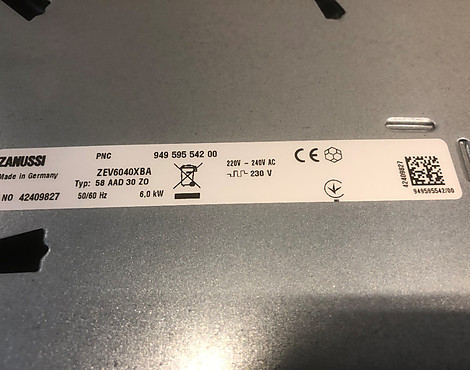 ZANUSSI
PNC 949 595 542 00
Made in Germany
ZEV6040XBA
Typ: 58 AAD 30 ZO
220V - 240V AC
230 V
NO 42409827
50/60 Hz 6,0 kW
CE
42409827
949595542/00